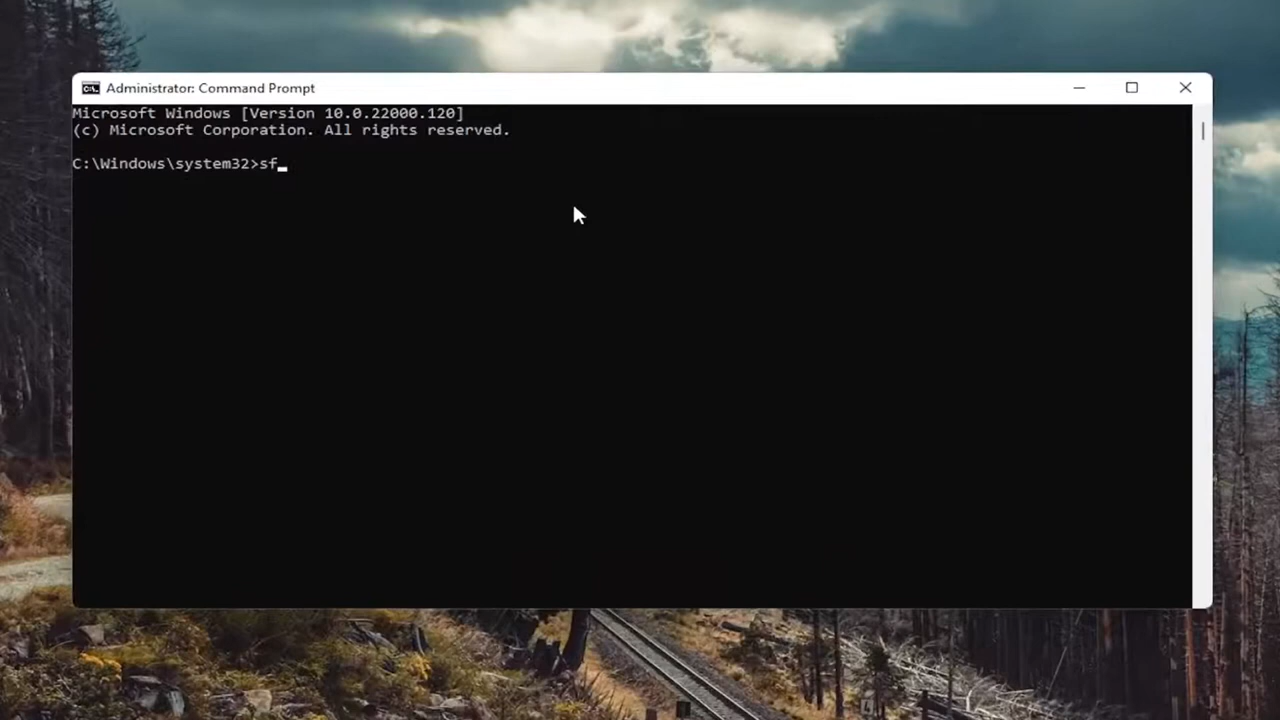 Administrator: Command Prompt
Microsoft Windows [Version 10.0.22000.120]
(c) Microsoft Corporation. All rights reserved.
C:\Windows\system32>sf